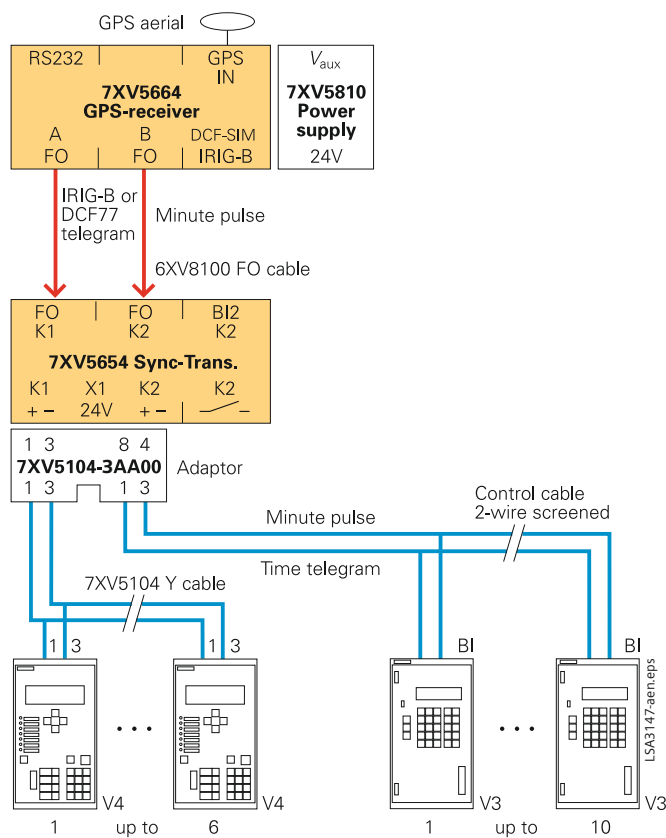 GPS aerial
RS232 GPS IN
7XV5664
GPS-receiver
A B DCF-SIM
FO FO IRIG-B
Vaux
7XV5810
Power
supply
24V
IRIG-B or
DCF77
telegram
Minute pulse
6XV8100 FO cable
FO FO BI2
K1 K2 K2
7XV5654 Sync-Trans.
K1 X1 K2 K2
+ − 24V + −
1 3 8 4
7XV5104-3AA00
1 3 1 3
Adaptor
Control cable
2-wire screened
Minute pulse
Time telegram
7XV5104 Y cable
1 3 1 3 BI BI
LSA3147-aen.eps
V4 V4 V3 V3
1 up to 6 1 up to 10